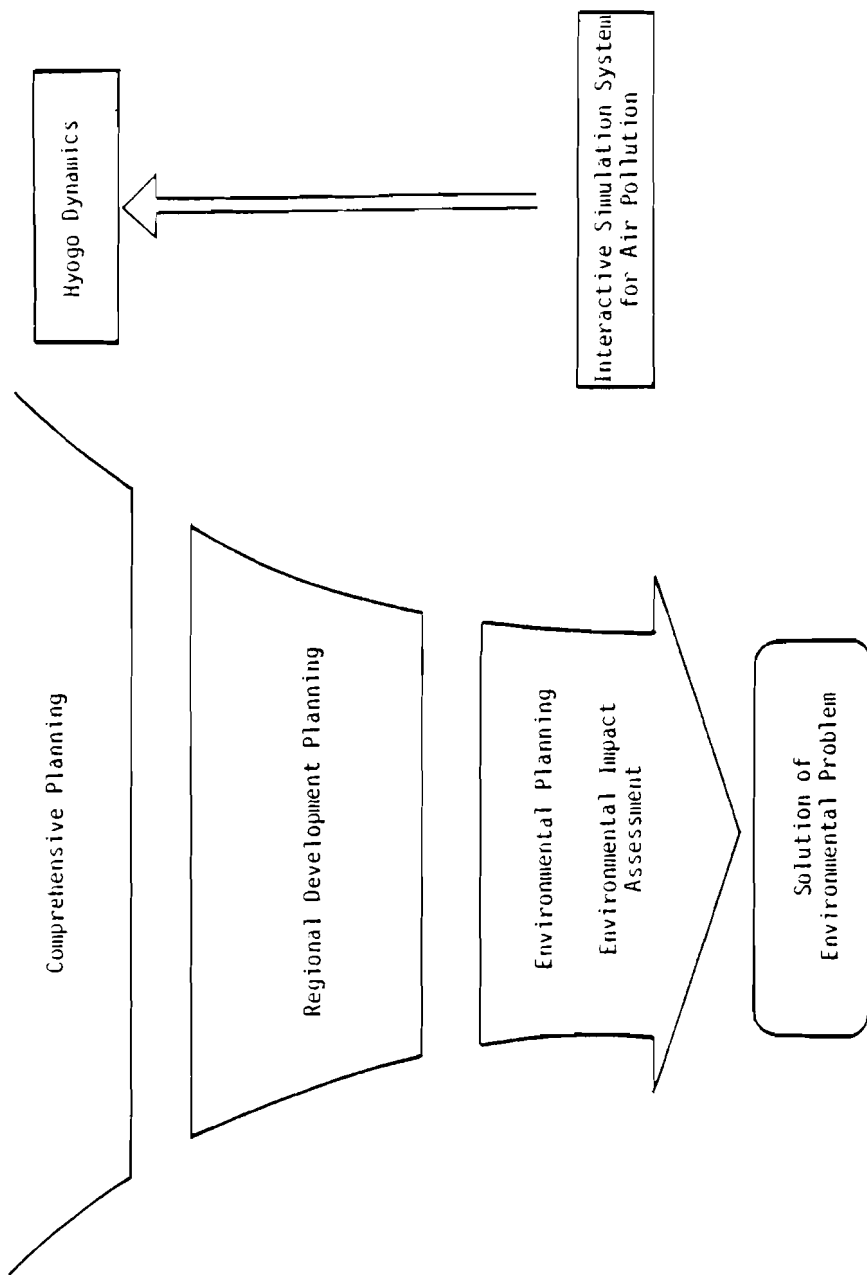 Comprehensive Planning
Regional Development Planning
Environmental Planning
Environmental Impact
Assessment
Solution of
Environmental Problem
Hyogo Dynamics
Interactive Simulation System
for Air Pollution